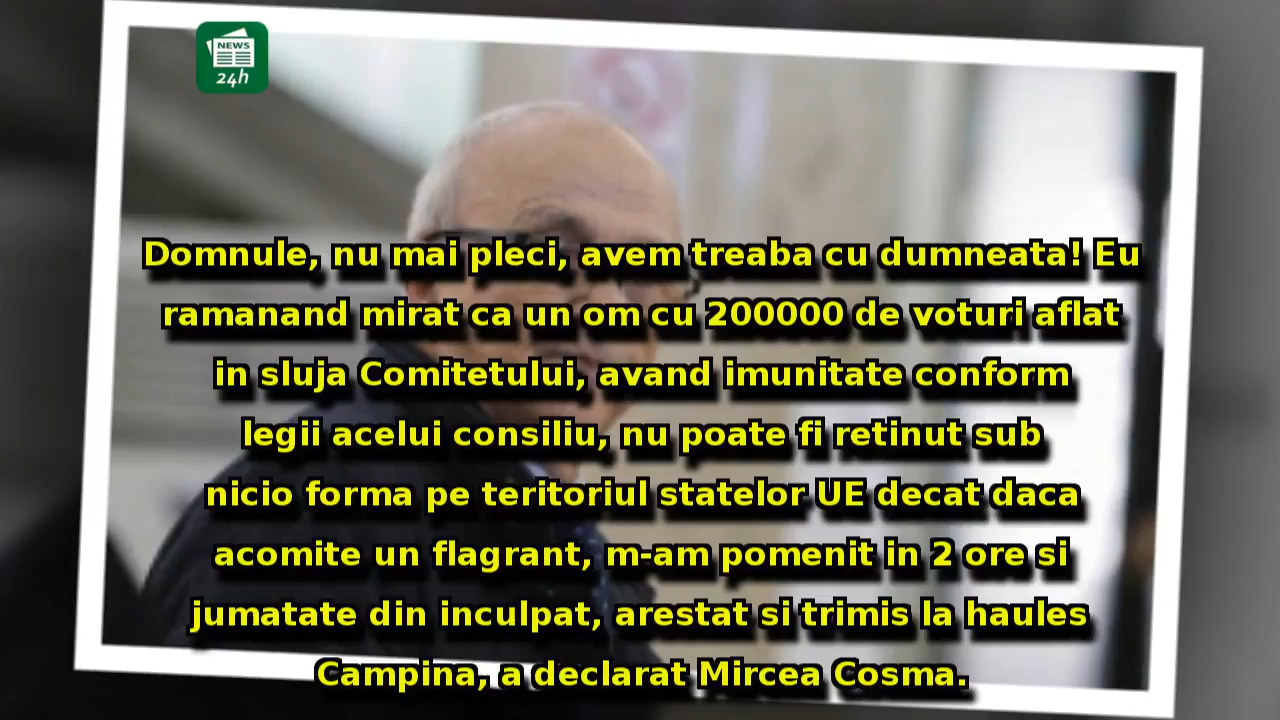 NEWS
24h
Domnule, nu mai pleci, avem treaba cu dumneata! Eu
ramanand mirat ca un om cu 200000 de voturi aflat
in sluja Comitetului, avand imunitate conform
legii acelui consiliu, nu poate fi retinut sub
nicio forma pe teritoriul statelor UE decat daca
acomite un flagrant, m-am pomenit in 2 ore si
jumatate din inculpat, arestat si trimis la haules
Campina, a declarat Mircea Cosma.